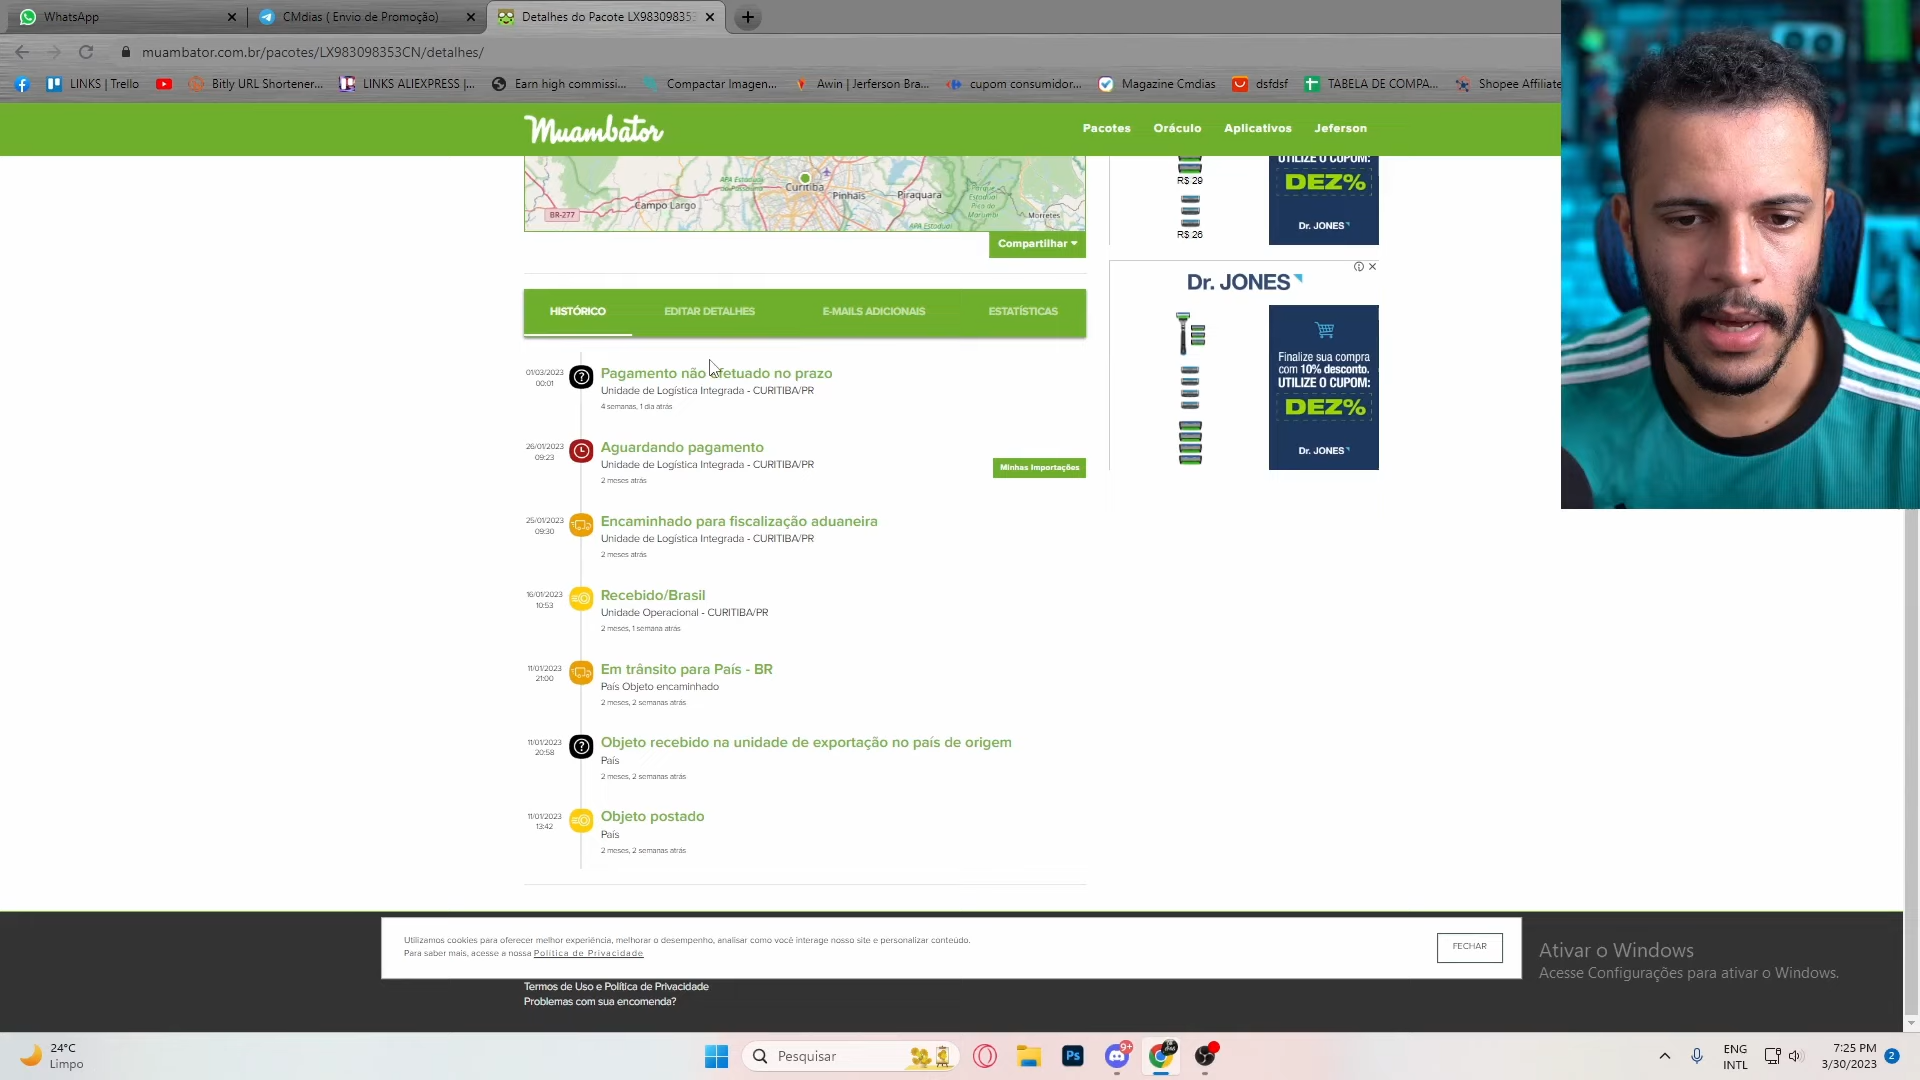 WhatsApp
CMdias ( Envio de Promoção)
Detalhes do Pacote LX983098353
muambator.com.br/pacotes/LX983098353CN/detalhes/
LINKS | Trello
Bitly URL Shortener...
LINKS ALIEXPRESS |...
Earn high commissi...
Compactar Imagen...
Awin | Jerferson Bra...
cupom consumidor...
Magazine Cmdias
dsfdsf
TABELA DE COMPA...
Shopee Affiliate
Muambator
Pacotes
Oráculo
Aplicativos
Jeferson
Curitiba
Pinhais
Piraquara
Campo Largo
BR-277
Morretes
APA Estadual
Compartilhar
R$ 29
R$ 26
UTILIZE O CUPOM:
DEZ%
Dr. JONES
HISTÓRICO
EDITAR DETALHES
E-MAILS ADICIONAIS
ESTATÍSTICAS
Dr. JONES
Finalize sua compra
com 10% desconto.
UTILIZE O CUPOM:
DEZ%
Dr. JONES
01/03/2023
00:01
Pagamento não efetuado no prazo
Unidade de Logística Integrada - CURITIBA/PR
4 semanas, 1 dia atrás
26/01/2023
09:23
Aguardando pagamento
Unidade de Logística Integrada - CURITIBA/PR
2 meses atrás
Minhas Importações
25/01/2023
09:30
Encaminhado para fiscalização aduaneira
Unidade de Logística Integrada - CURITIBA/PR
2 meses atrás
16/01/2023
10:53
Recebido/Brasil
Unidade Operacional - CURITIBA/PR
2 meses, 1 semana atrás
11/01/2023
21:00
Em trânsito para País - BR
País Objeto encaminhado
2 meses, 2 semanas atrás
11/01/2023
20:58
Objeto recebido na unidade de exportação no país de origem
País
2 meses, 2 semanas atrás
11/01/2023
13:42
Objeto postado
País
2 meses, 2 semanas atrás
Utilizamos cookies para oferecer melhor experiência, melhorar o desempenho, analisar como você interage nosso site e personalizar conteúdo.
Para saber mais, acesse a nossa Política de Privacidade
FECHAR
Termos de Uso e Política de Privacidade
Problemas com sua encomenda?
Ativar o Windows
Acesse Configurações para ativar o Windows.
24°C
Limpo
Pesquisar
Ps
9+
ENG
INTL
7:25 PM
3/30/2023
2